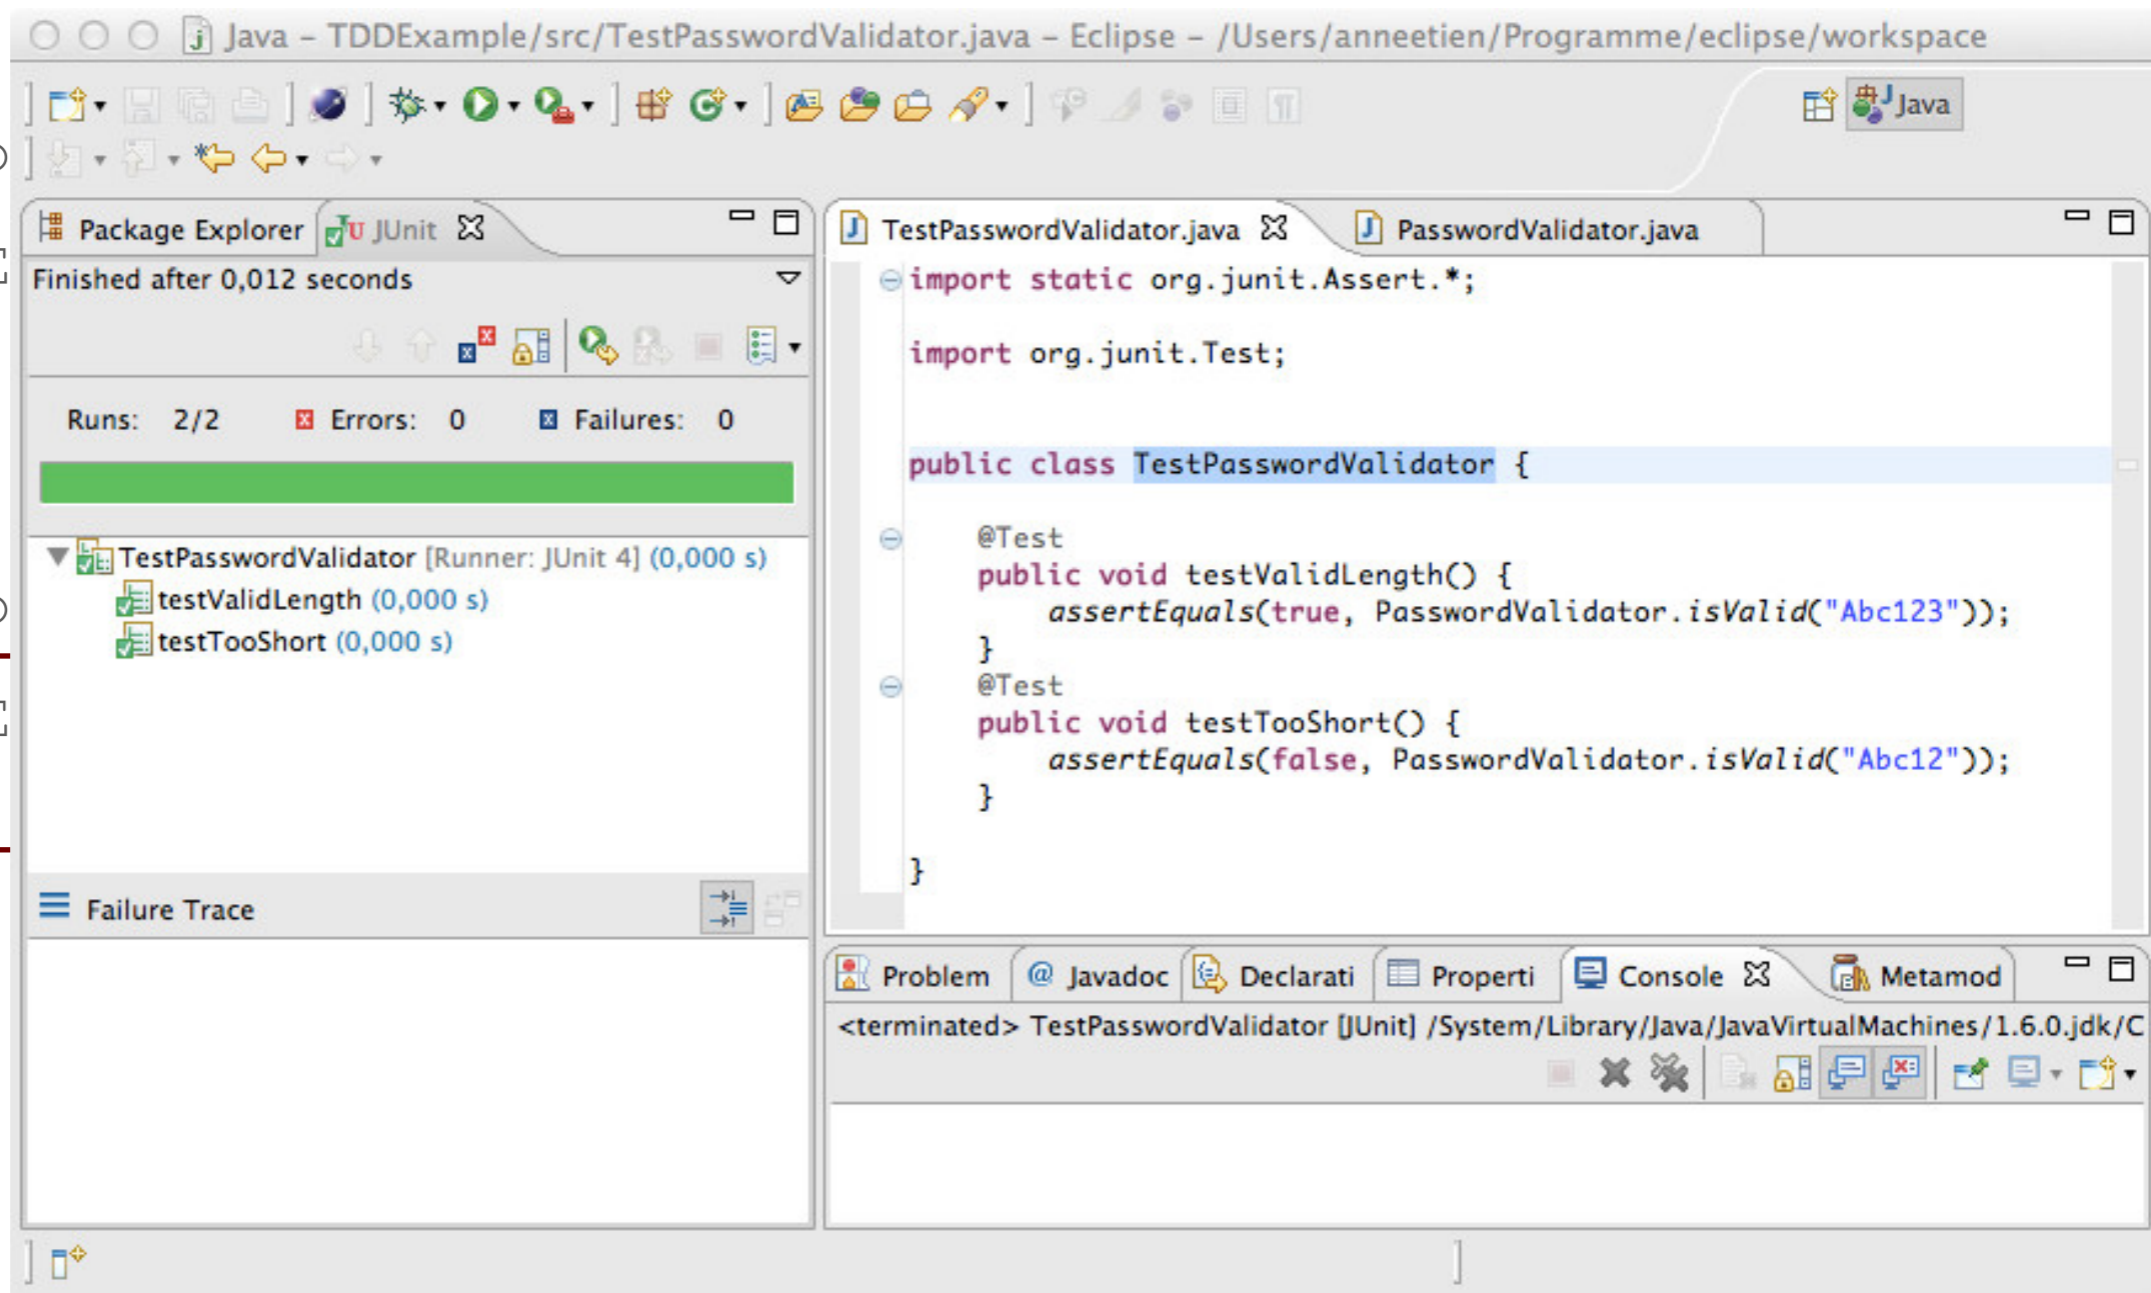 Java – TDDExample/src/TestPasswordValidator.java – Eclipse – /Users/anneetien/Programme/eclipse/workspace
Java
Package Explorer JUnit
Finished after 0,012 seconds
Runs: 2/2 Errors: 0 Failures: 0
TestPasswordValidator [Runner: JUnit 4] (0,000 s)
testValidLength (0,000 s)
testTooShort (0,000 s)
Failure Trace
TestPasswordValidator.java PasswordValidator.java
import static org.junit.Assert.*;
import org.junit.Test;
public class TestPasswordValidator {
@Test
public void testValidLength() {
assertEquals(true, PasswordValidator.isValid("Abc123"));
}
@Test
public void testTooShort() {
assertEquals(false, PasswordValidator.isValid("Abc12"));
}
}
Problem @ Javadoc Declarati Properti Console Metamod
<terminated> TestPasswordValidator [JUnit] /System/Library/Java/JavaVirtualMachines/1.6.0.jdk/C